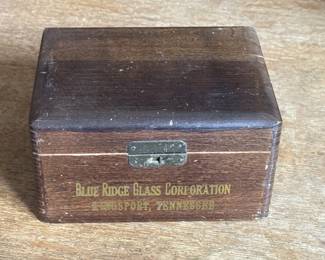 BLUE RIDGE GLASS CORPORATION
KINGSPORT, TENNESSEE